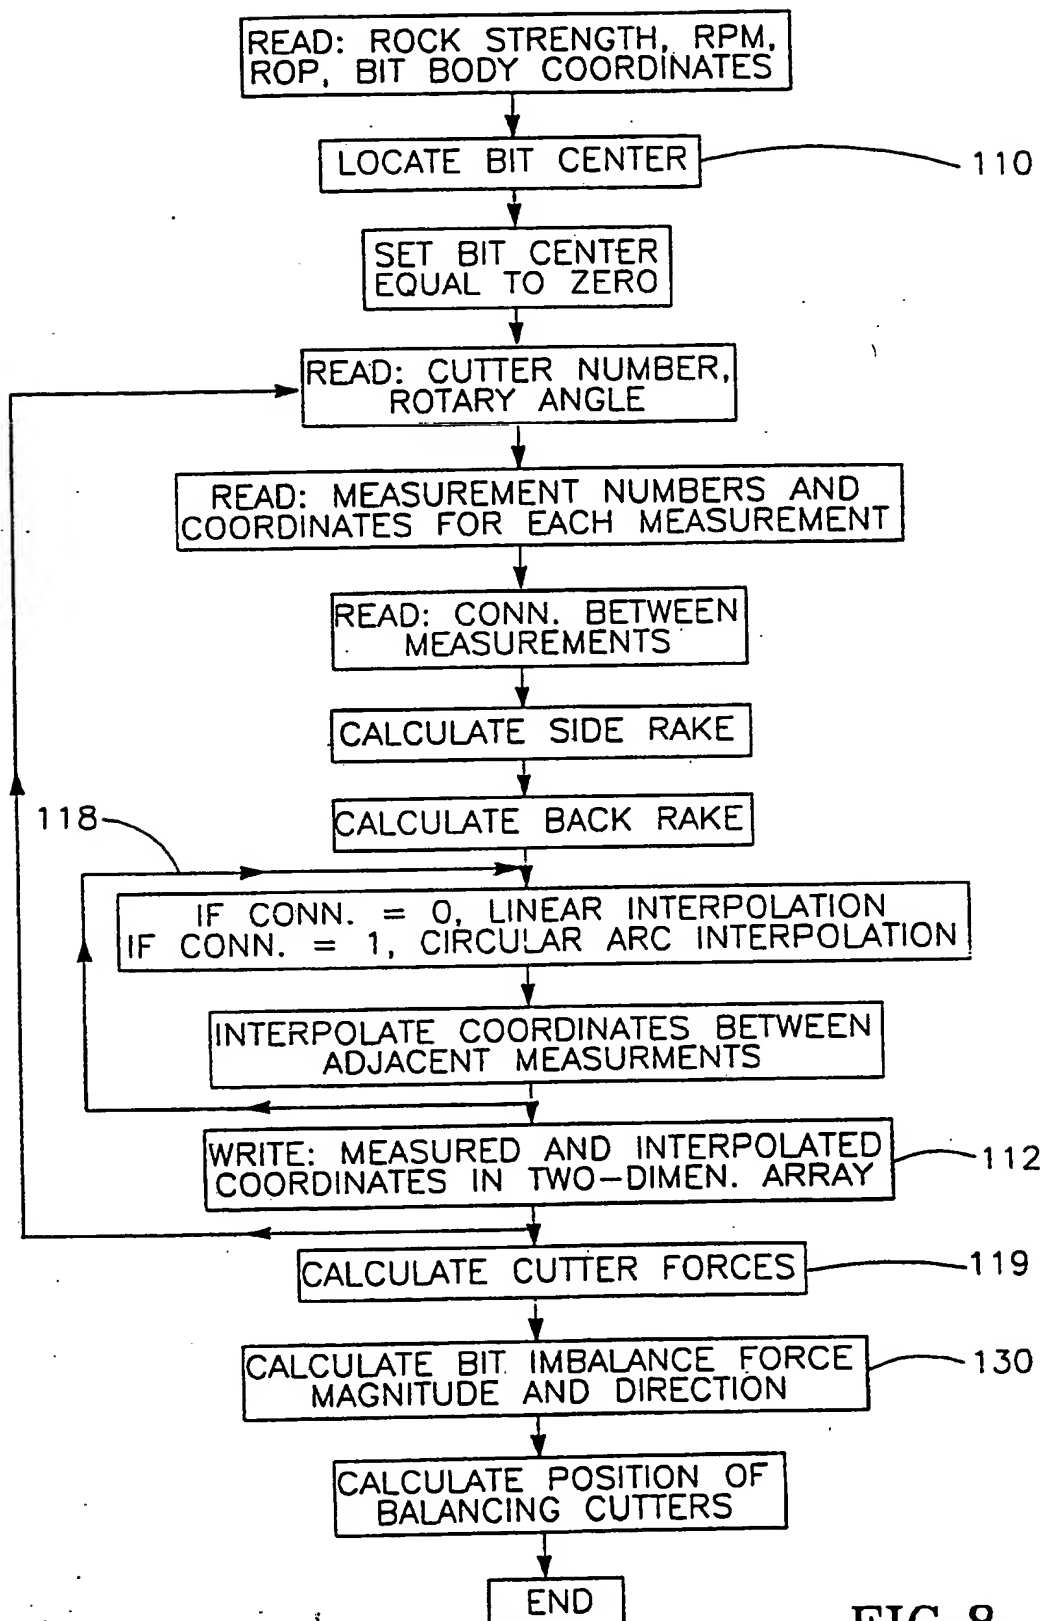 READ: ROCK STRENGTH, RPM,
ROP, BIT BODY COORDINATES
LOCATE BIT CENTER
110
SET BIT CENTER
EQUAL TO ZERO
READ: CUTTER NUMBER,
ROTARY ANGLE
READ: MEASUREMENT NUMBERS AND
COORDINATES FOR EACH MEASUREMENT
READ: CONN. BETWEEN
MEASUREMENTS
CALCULATE SIDE RAKE
CALCULATE BACK RAKE
118
IF CONN. = 0, LINEAR INTERPOLATION
IF CONN. = 1, CIRCULAR ARC INTERPOLATION
INTERPOLATE COORDINATES BETWEEN
ADJACENT MEASURMENTS
WRITE: MEASURED AND INTERPOLATED
COORDINATES IN TWO-DIMEN. ARRAY
112
CALCULATE CUTTER FORCES
119
CALCULATE BIT IMBALANCE FORCE
MAGNITUDE AND DIRECTION
130
CALCULATE POSITION OF
BALANCING CUTTERS
END
FIG. 8